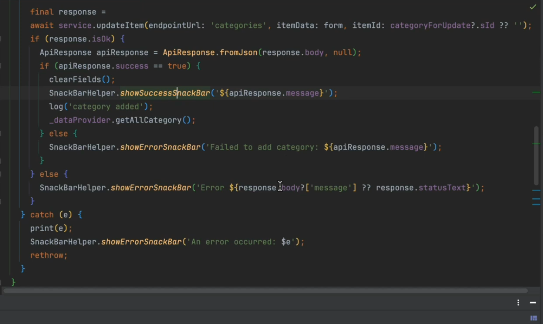 final response =
await service.updateItem(endpointUrl: 'categories', itemData: form, itemId: categoryForUpdate?.sId ?? '');
if (response.isOk) {
ApiResponse apiResponse = ApiResponse.fromJson(response.body, null);
if (apiResponse.success == true) {
clearFields();
SnackBarHelper.showSuccessSnackBar('${apiResponse.message}');
log('category added');
_dataProvider.getAllCategory();
} else {
SnackBarHelper.showErrorSnackBar('Failed to add category: ${apiResponse.message}');
}
} else {
SnackBarHelper.showErrorSnackBar('Error ${response.body?['message'] ?? response.statusText}');
}
} catch (e) {
print(e);
SnackBarHelper.showErrorSnackBar('An error occurred: $e');
rethrow;
}
}